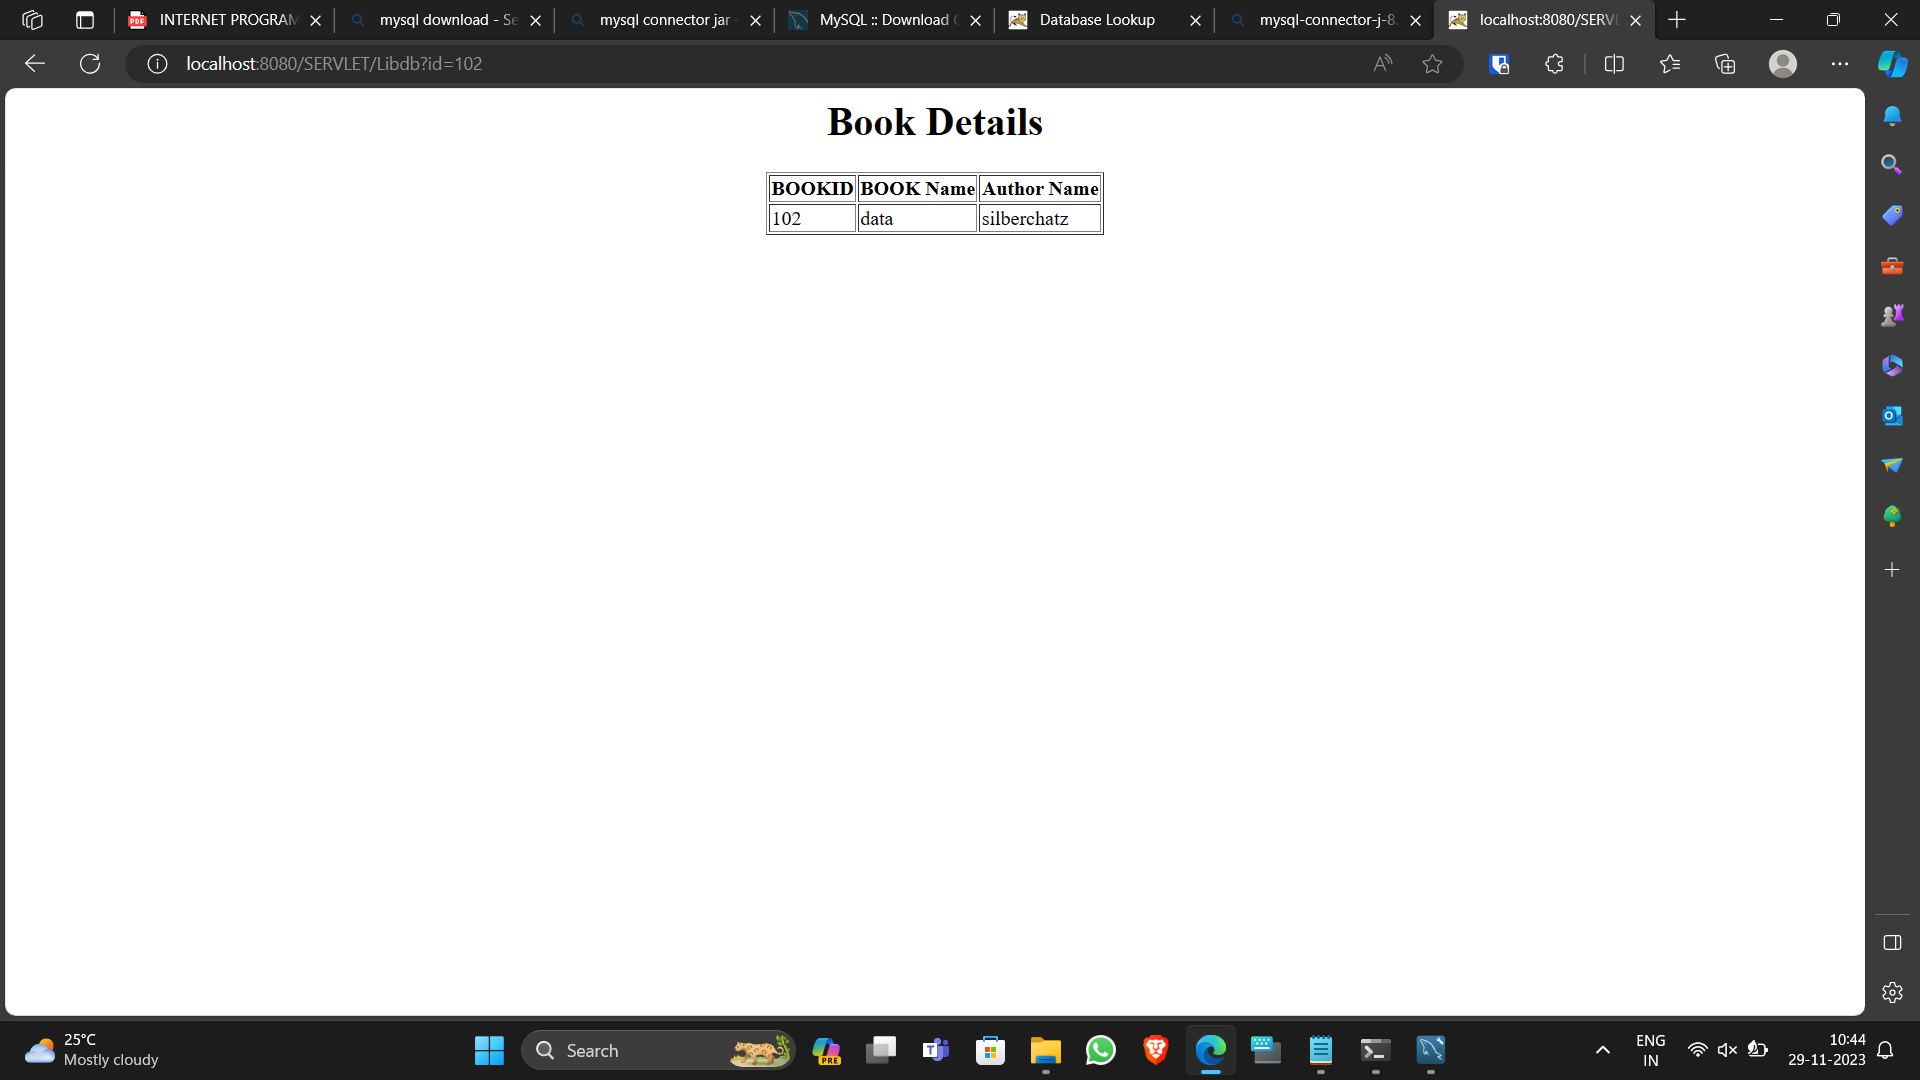 INTERNET PROGRAM
mysql download - Se
mysql connector jar -
MySQL :: Download C
Database Lookup
mysql-connector-j-8.
localhost:8080/SERVL
localhost:8080/SERVLET/Libdb?id=102
Book Details
BOOKID BOOK Name Author Name
102 data silberchatz
25°C
Mostly cloudy
Search
PRE
ENG
IN
10:44
29-11-2023